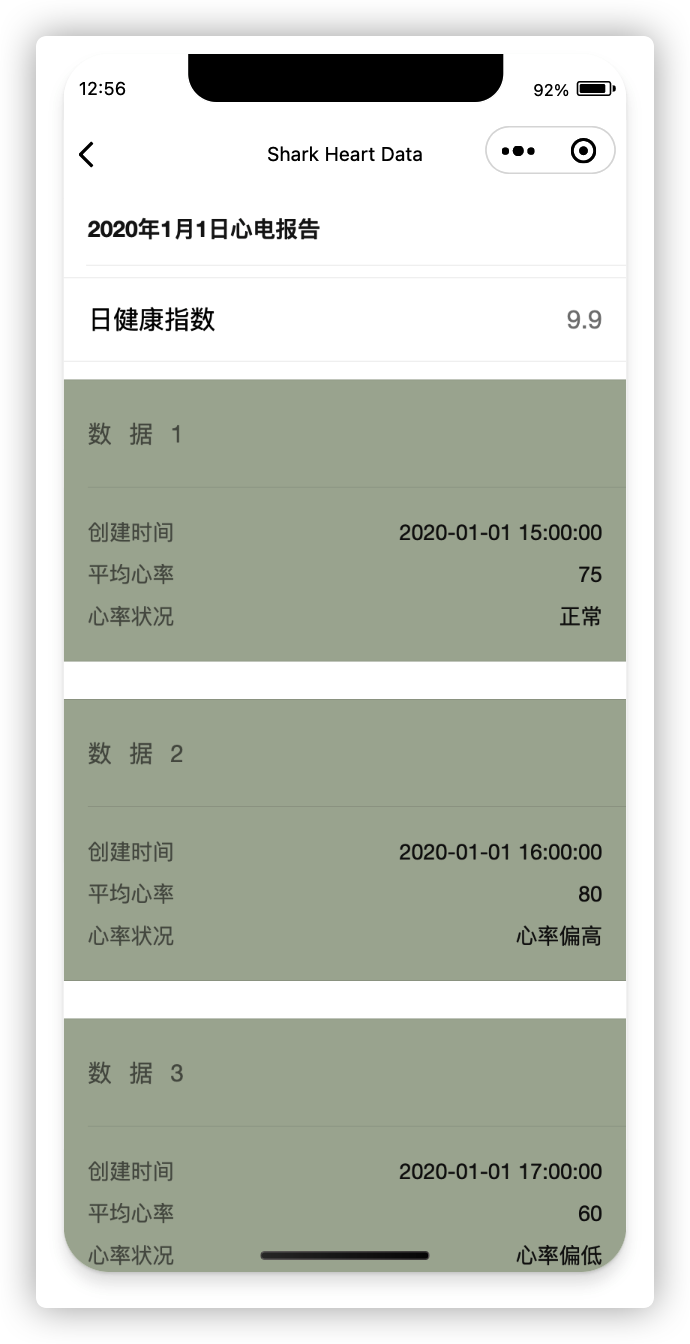 12:56 92%
Shark Heart Data
2020年1月1日心电报告
日健康指数 9.9
数 据 1
创建时间 2020-01-01 15:00:00
平均心率 75
心率状况 正常
数 据 2
创建时间 2020-01-01 16:00:00
平均心率 80
心率状况 心率偏高
数 据 3
创建时间 2020-01-01 17:00:00
平均心率 60
心率状况 心率偏低